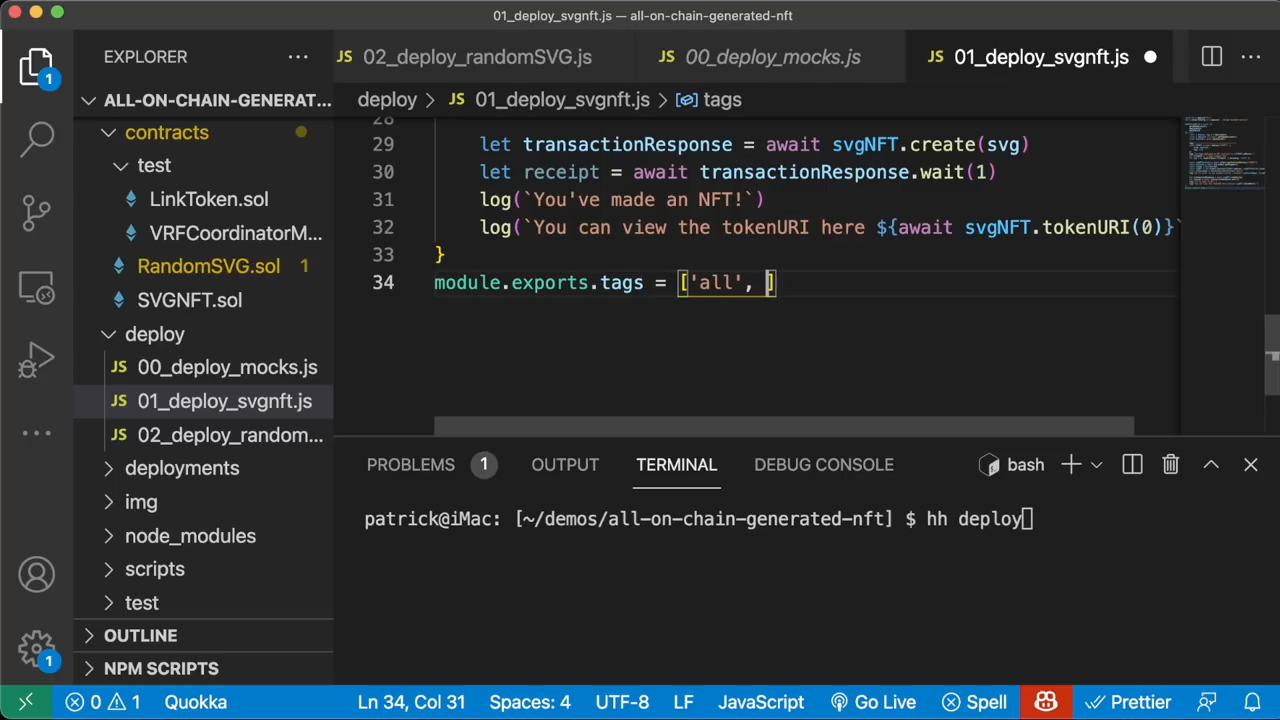 01_deploy_svgnft.js — all-on-chain-generated-nft
EXPLORER
JS 02_deploy_randomSVG.js
JS 00_deploy_mocks.js
JS 01_deploy_svgnft.js
1
ALL-ON-CHAIN-GENERAT...
deploy > JS 01_deploy_svgnft.js > tags
contracts
test
LinkToken.sol
VRFCoordinatorM...
RandomSVG.sol 1
SVGNFT.sol
deploy
JS 00_deploy_mocks.js
JS 01_deploy_svgnft.js
JS 02_deploy_random...
deployments
img
node_modules
scripts
test
OUTLINE
NPM SCRIPTS
1
28
29 let transactionResponse = await svgNFT.create(svg)
30 let receipt = await transactionResponse.wait(1)
31 log(`You've made an NFT!`)
32 log(`You can view the tokenURI here ${await svgNFT.tokenURI(0)}`
33 }
34 module.exports.tags = ['all', ]
PROBLEMS 1 OUTPUT TERMINAL DEBUG CONSOLE bash
patrick@iMac: [~/demos/all-on-chain-generated-nft] $ hh deploy
0 1 Quokka Ln 34, Col 31 Spaces: 4 UTF-8 LF JavaScript Go Live Spell Prettier